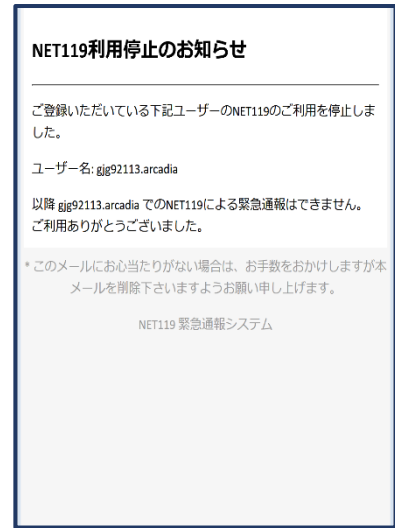 NET119利用停止のお知らせ
ご登録いただいている下記ユーザーのNET119のご利用を停止しま
した。
ユーザー名: gjg92113.arcadia
以降 gjg92113.arcadia でのNET119による緊急通報はできません。
ご利用ありがとうございました。
* このメールにお心当たりがない場合は、お手数をおかけしますが本
メールを削除下さいますようお願い申し上げます。
NET119 緊急通報システム